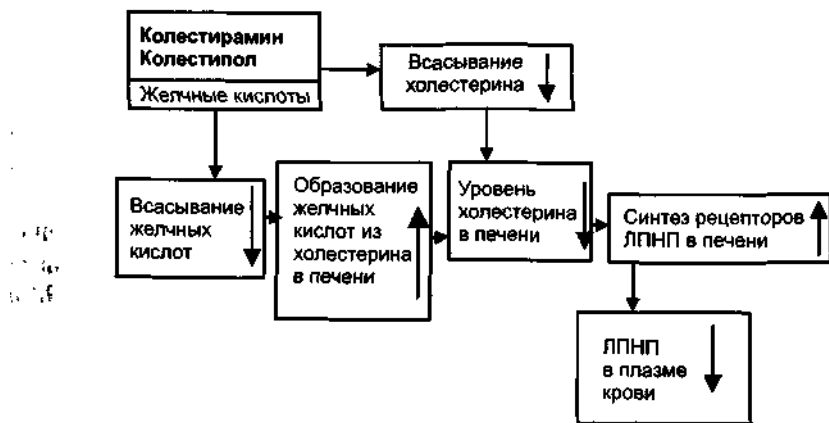 Колестирамин
Колестипол
Желчные кислоты
Всасывание
холестерина
Всасывание
желчных
кислот
Образование
желчных
кислот из
холестерина
в печени
Уровень
холестерина
в печени
Синтез рецепторов
ЛПНП в печени
ЛПНП
в плазме
крови